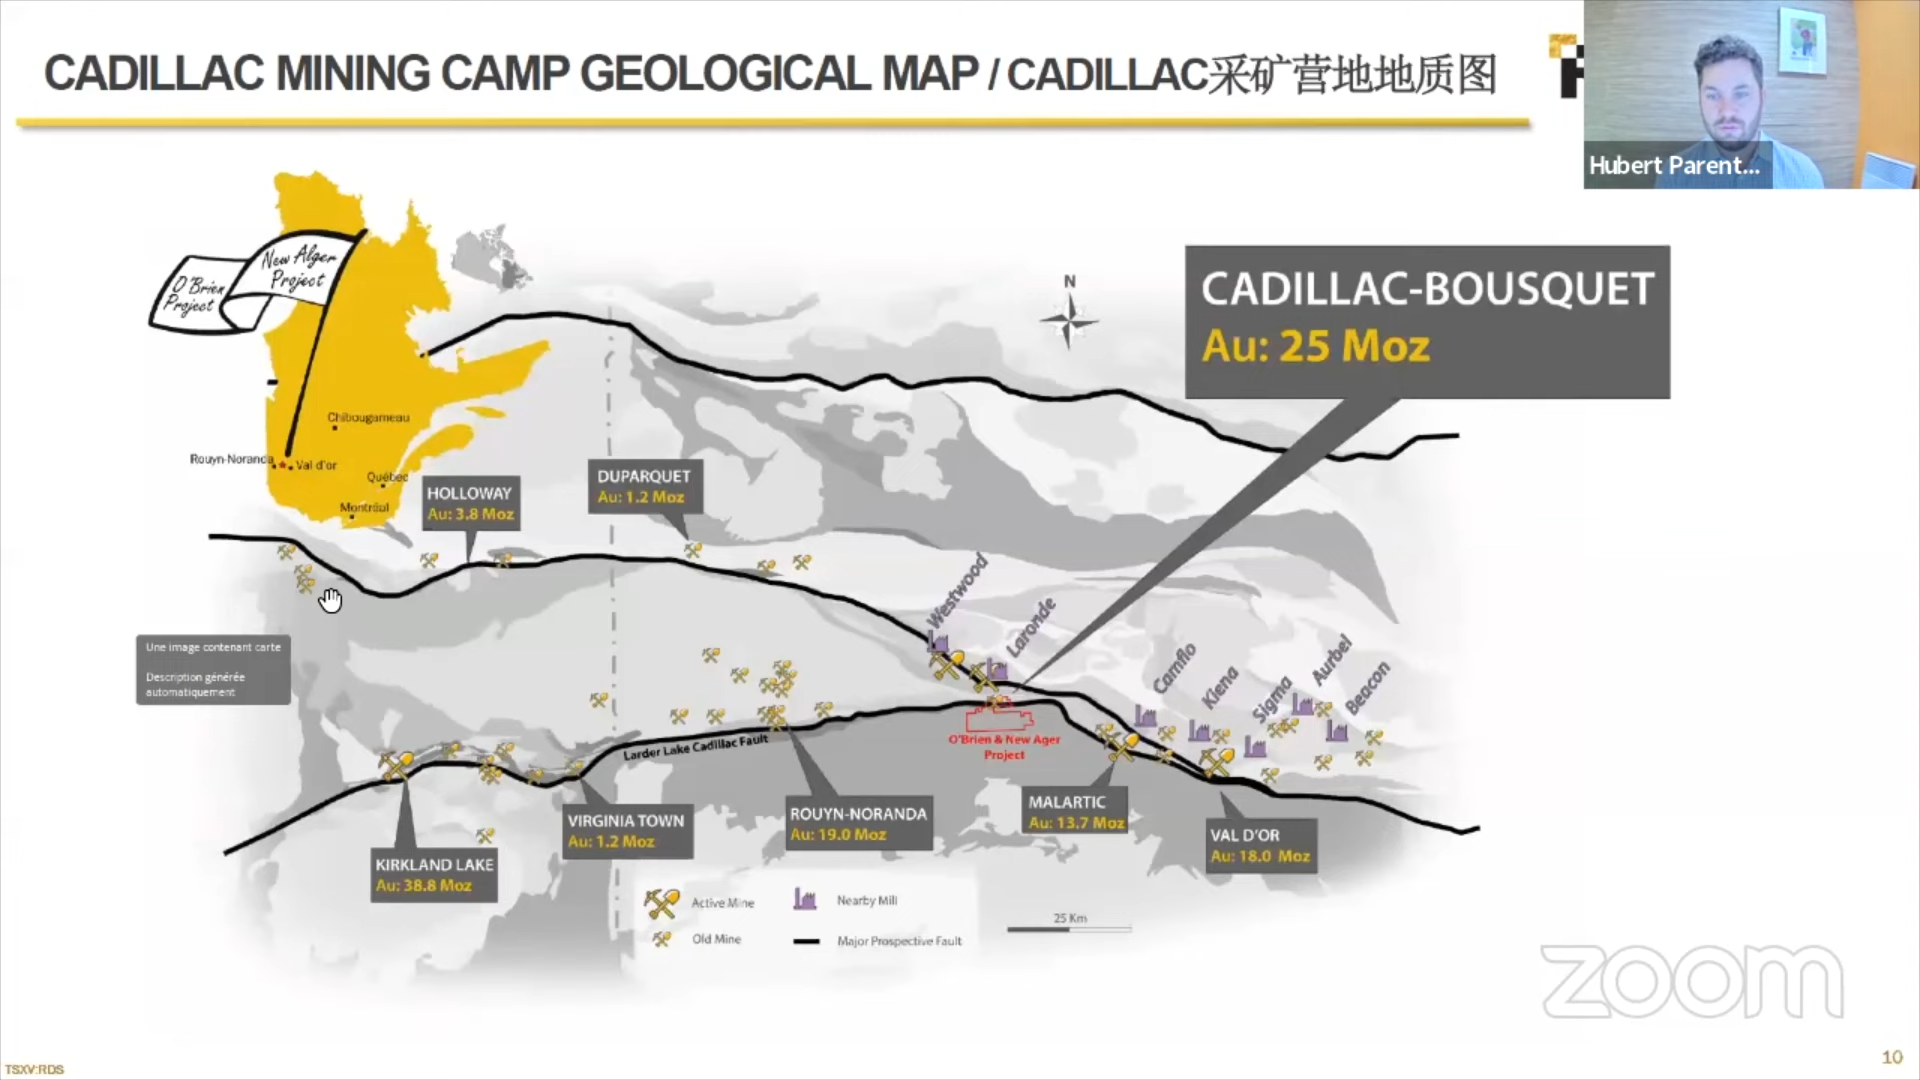 CADILLAC MINING CAMP GEOLOGICAL MAP / CADILLAC采矿营地地质图
Hubert Parent...
New Alger
Project
O'Brien
Project
N
CADILLAC-BOUSQUET
Au: 25 Moz
Chibougameau
Rouyn-Noranda
Val d'or
Québec
Montréal
HOLLOWAY
Au: 3.8 Moz
DUPARQUET
Au: 1.2 Moz
Westwood
Laronde
Camflo
Kiena
Sigma
Aurbel
Beacon
Une image contenant carte
Description générée
automatiquement
Larder Lake Cadillac Fault
O'Brien & New Ager
Project
KIRKLAND LAKE
Au: 38.8 Moz
VIRGINIA TOWN
Au: 1.2 Moz
ROUYN-NORANDA
Au: 19.0 Moz
MALARTIC
Au: 13.7 Moz
VAL D'OR
Au: 18.0 Moz
Active Mine
Nearby Mill
Old Mine
Major Prospective Fault
25 Km
zoom
TSXV:RDS
10